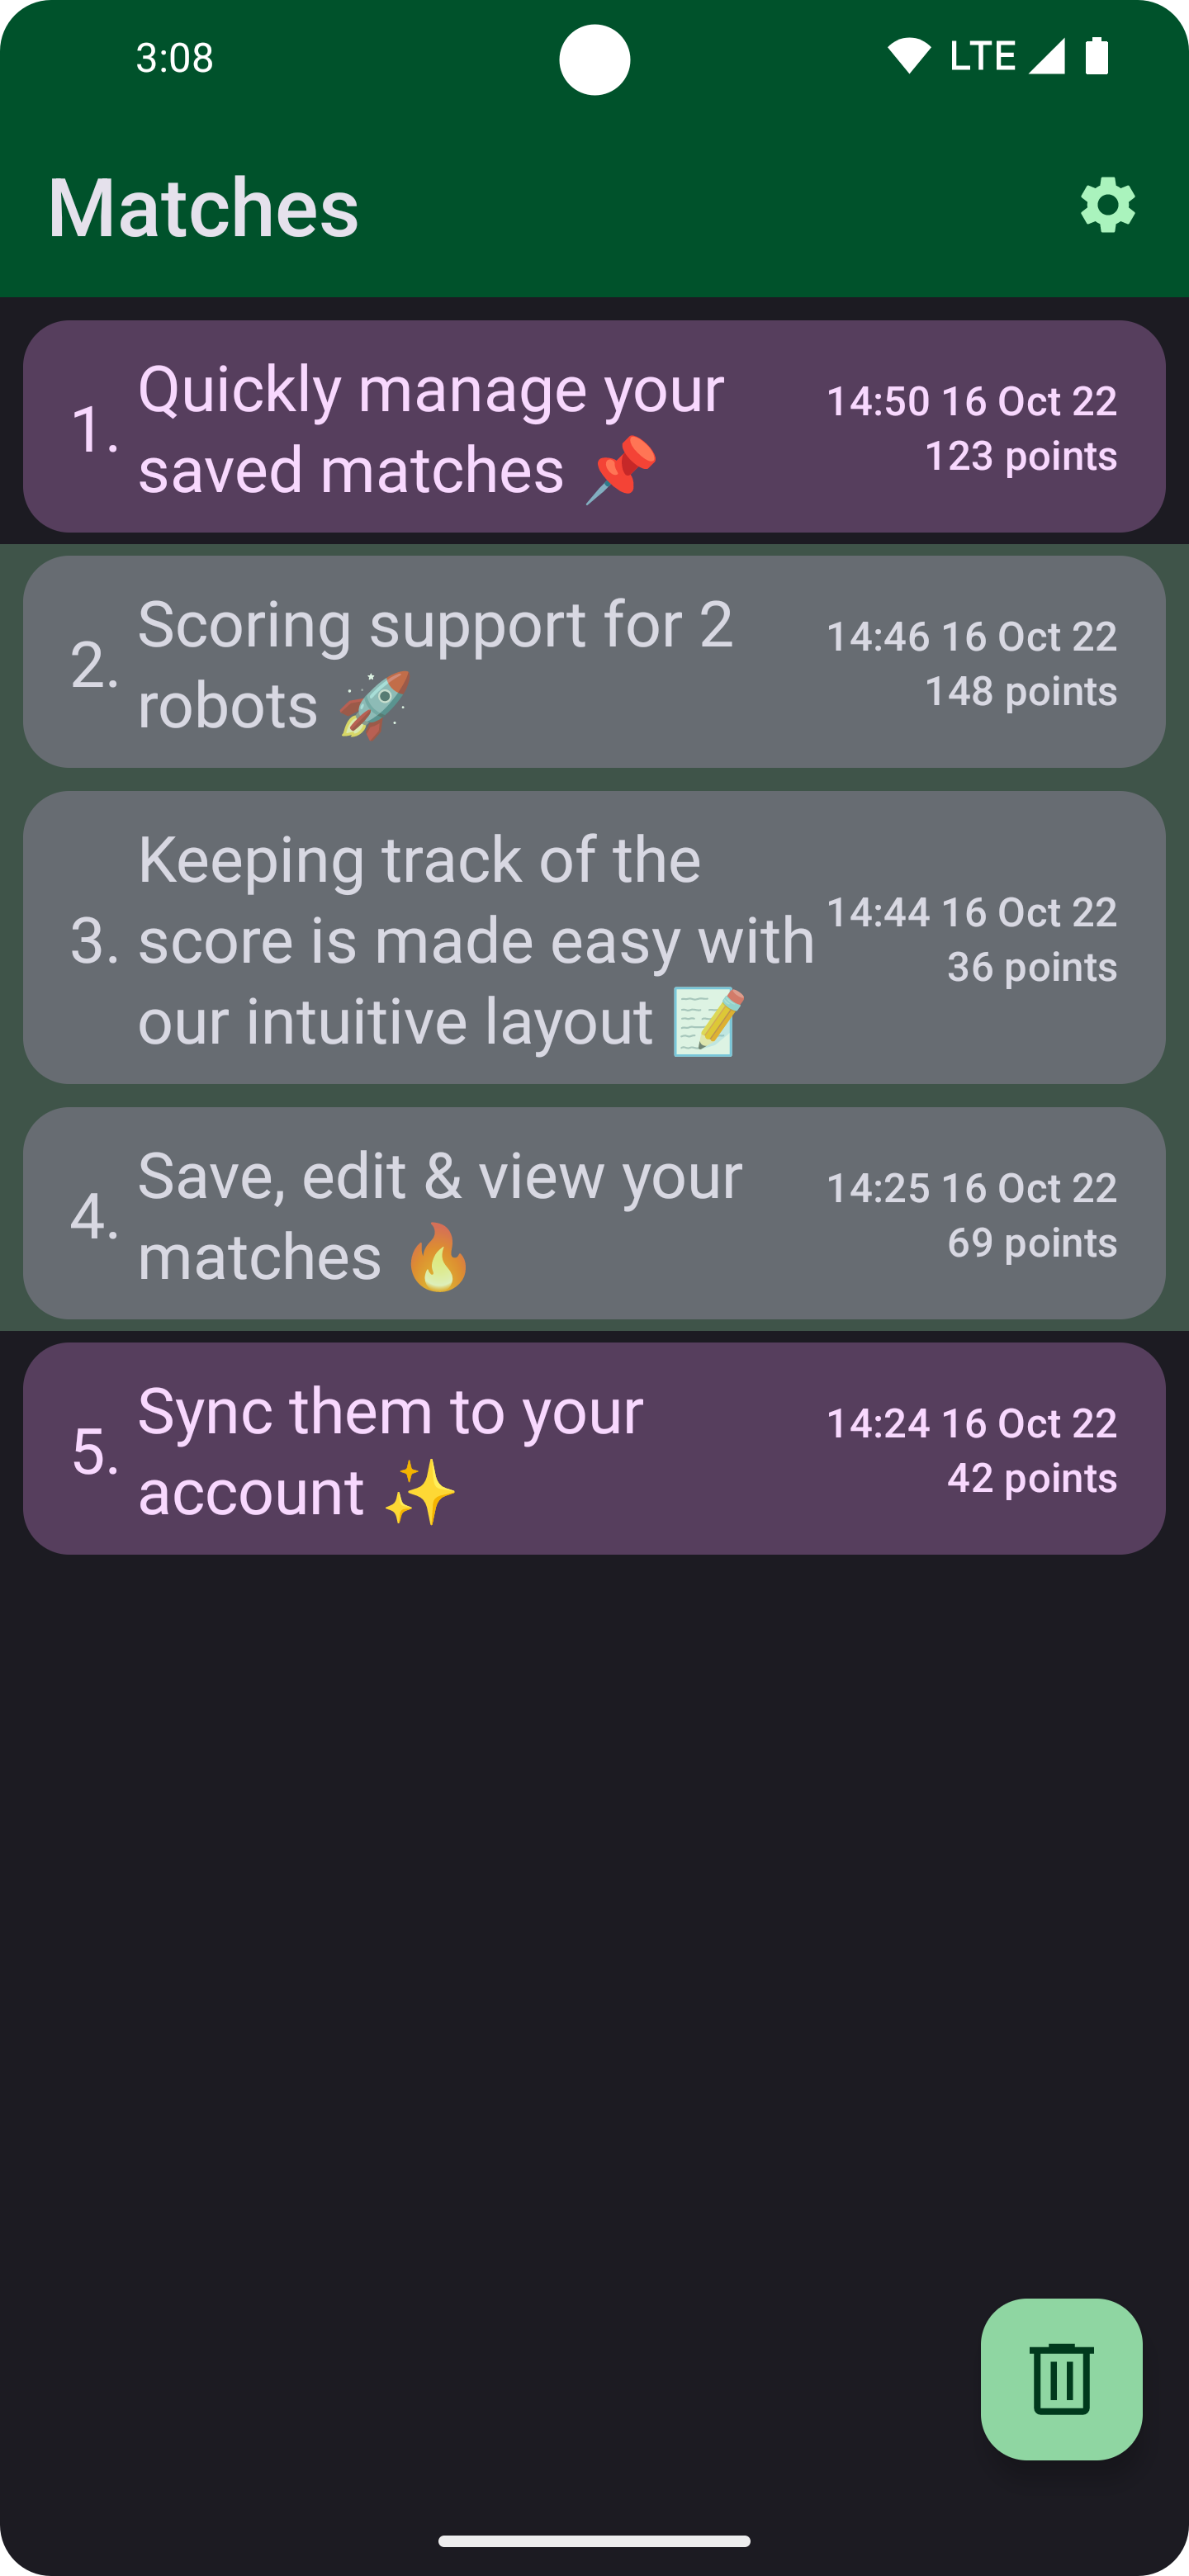 3:08 LTE
Matches
1. Quickly manage your
saved matches 📌
14:50 16 Oct 22
123 points
2. Scoring support for 2
robots 🚀
14:46 16 Oct 22
148 points
3. Keeping track of the
score is made easy with
our intuitive layout 📝
14:44 16 Oct 22
36 points
4. Save, edit & view your
matches 🔥
14:25 16 Oct 22
69 points
5. Sync them to your
account ✨
14:24 16 Oct 22
42 points